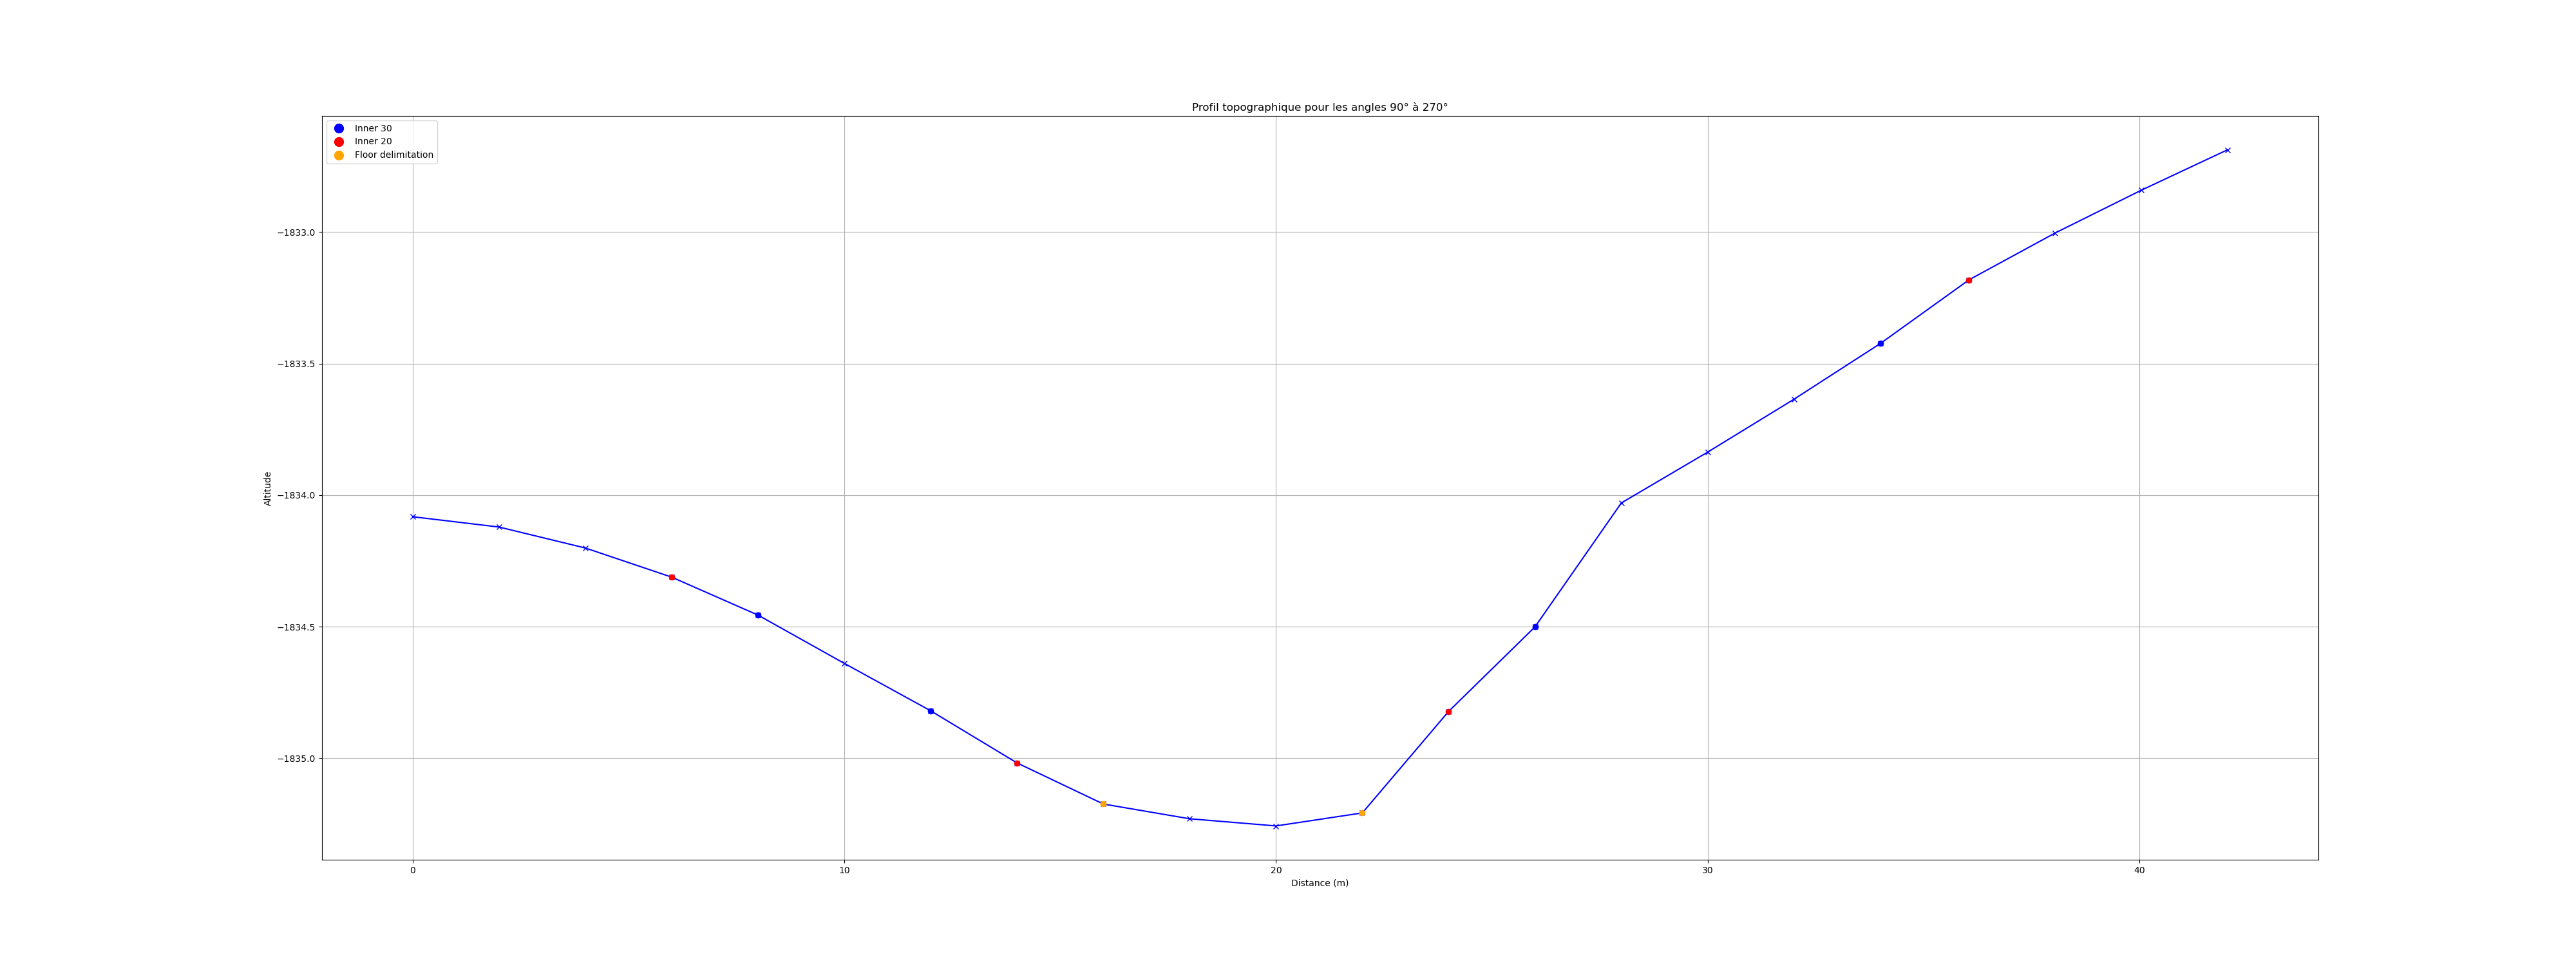 Profil topographique pour les angles 90° à 270°
Inner 30
Inner 20
Floor delimitation
−1833.0
−1833.5
−1834.0
−1834.5
−1835.0
Altitude
0 10 20 30 40
Distance (m)